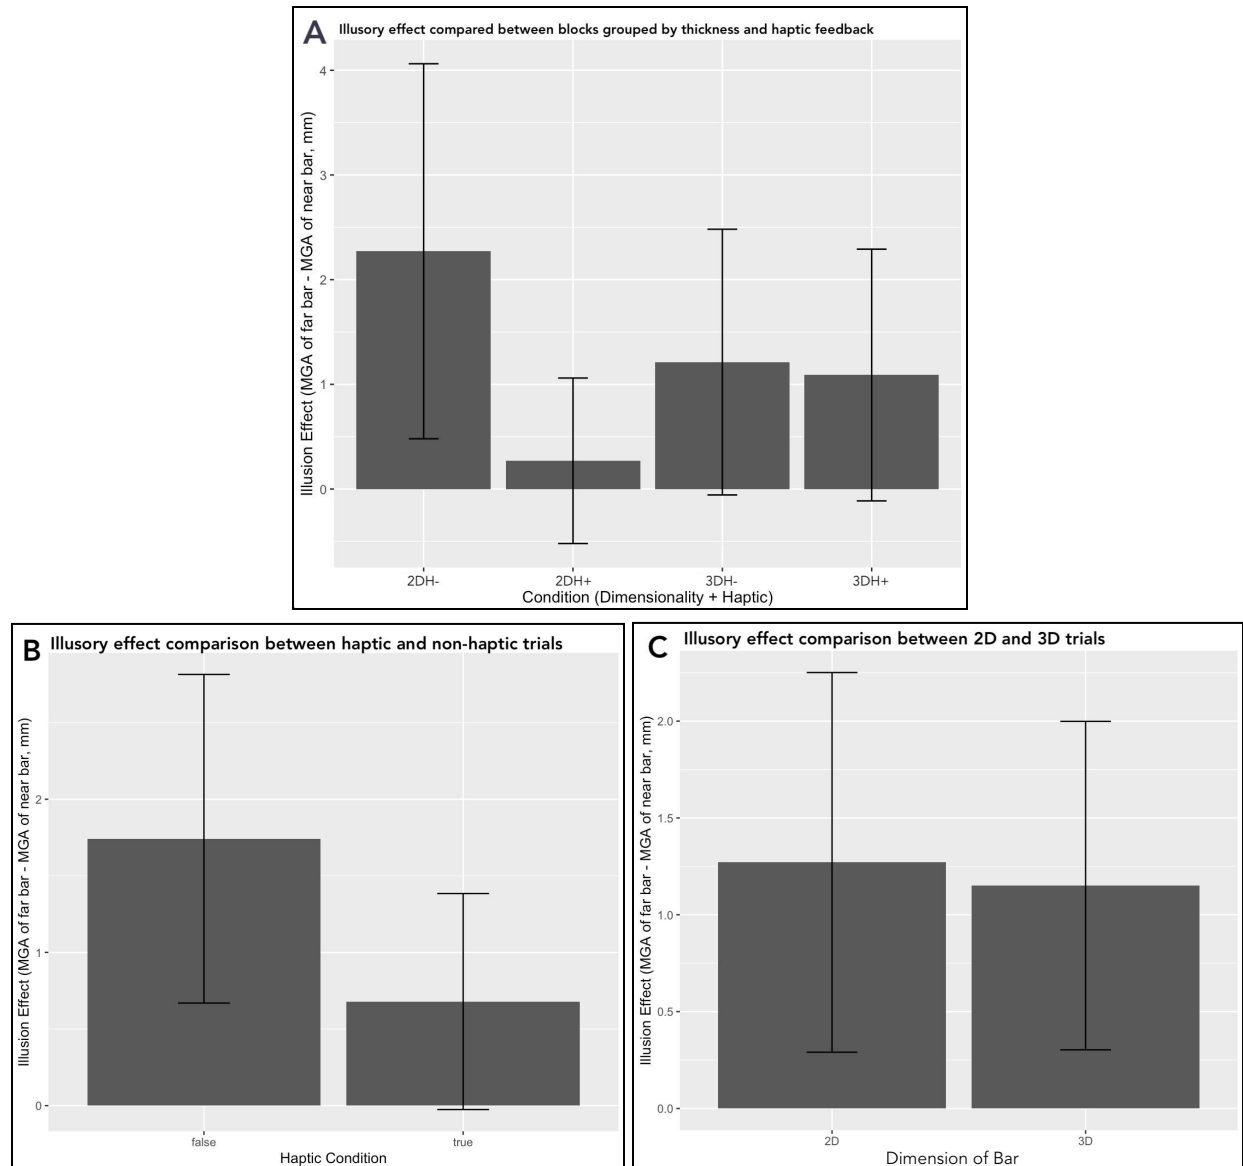 A Illusory effect compared between blocks grouped by thickness and haptic feedback
Illusion Effect (MGA of far bar - MGA of near bar, mm)
4
3
2
1
0
2DH- 2DH+ 3DH- 3DH+
Condition (Dimensionality + Haptic)
B Illusory effect comparison between haptic and non-haptic trials
Illusion Effect (MGA of far bar - MGA of near bar, mm)
2
1
0
false true
Haptic Condition
C Illusory effect comparison between 2D and 3D trials
Illusion Effect (MGA of far bar - MGA of near bar, mm)
2.0
1.5
1.0
0.5
0.0
2D 3D
Dimension of Bar